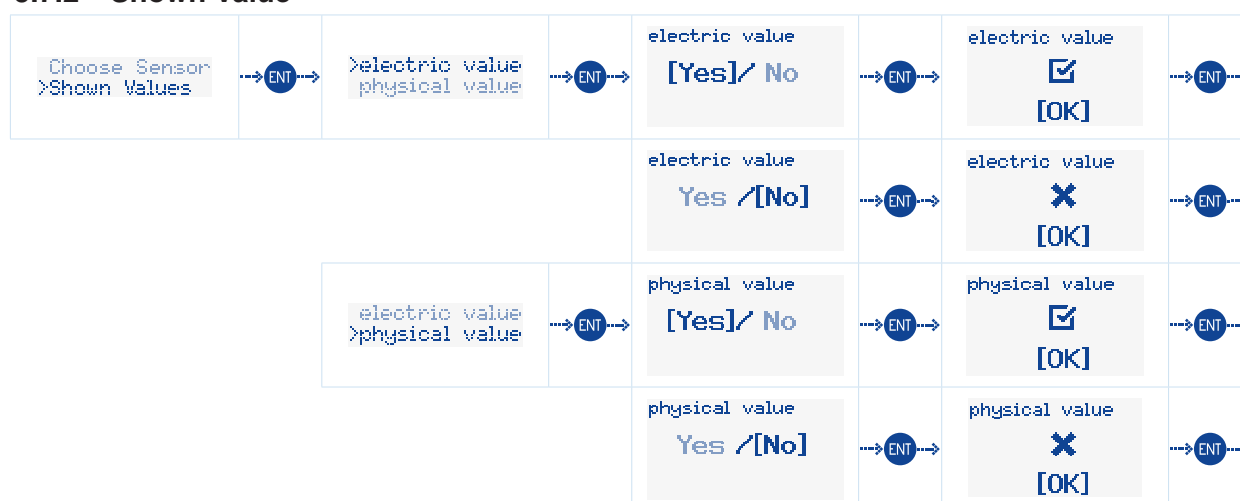 Shown Value
Choose Sensor
>Shown Values
ENT
>electric value
physical value
ENT
electric value
[Yes]/ No
ENT
electric value
[OK]
ENT
electric value
Yes /[No]
ENT
electric value
[OK]
ENT
electric value
>physical value
ENT
physical value
[Yes]/ No
ENT
physical value
[OK]
ENT
physical value
Yes /[No]
ENT
physical value
[OK]
ENT